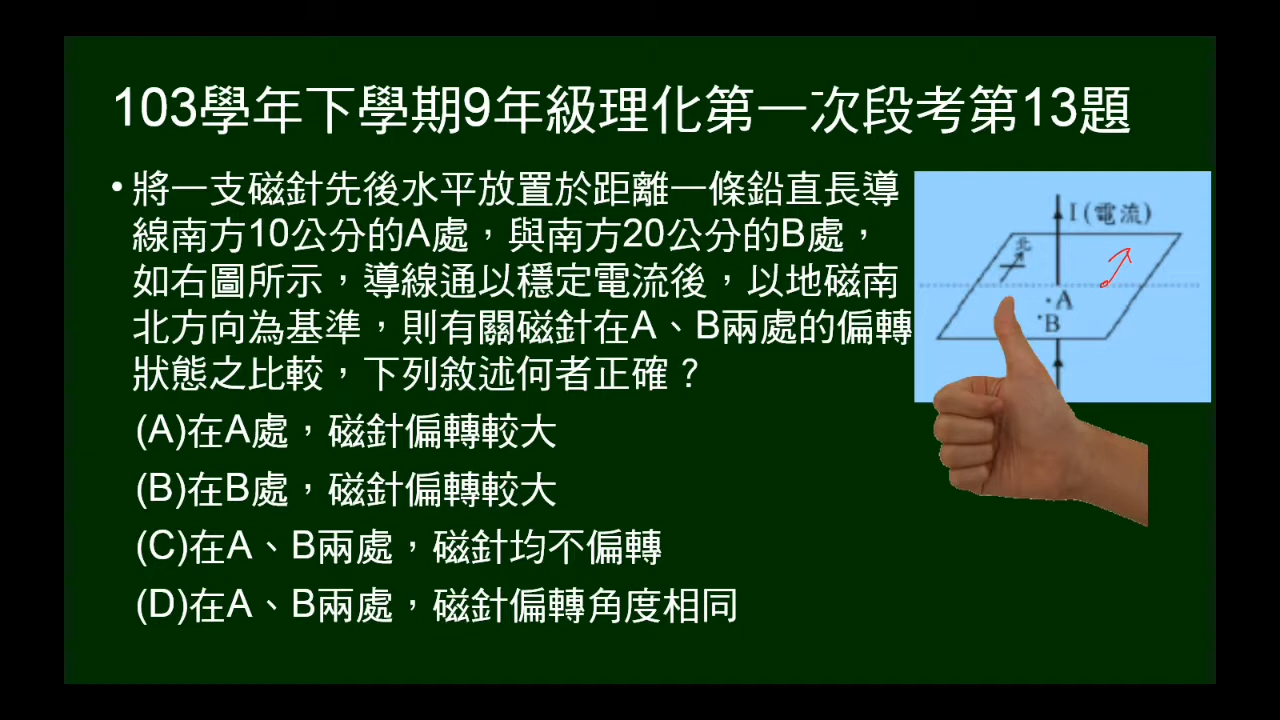 103學年下學期9年級理化第一次段考第13題
•將一支磁針先後水平放置於距離一條鉛直長導
線南方10公分的A處，與南方20公分的B處，
如右圖所示，導線通以穩定電流後，以地磁南
北方向為基準，則有關磁針在A、B兩處的偏轉
狀態之比較，下列敘述何者正確？
(A)在A處，磁針偏轉較大
(B)在B處，磁針偏轉較大
(C)在A、B兩處，磁針均不偏轉
(D)在A、B兩處，磁針偏轉角度相同
I(電流)
北
A
B